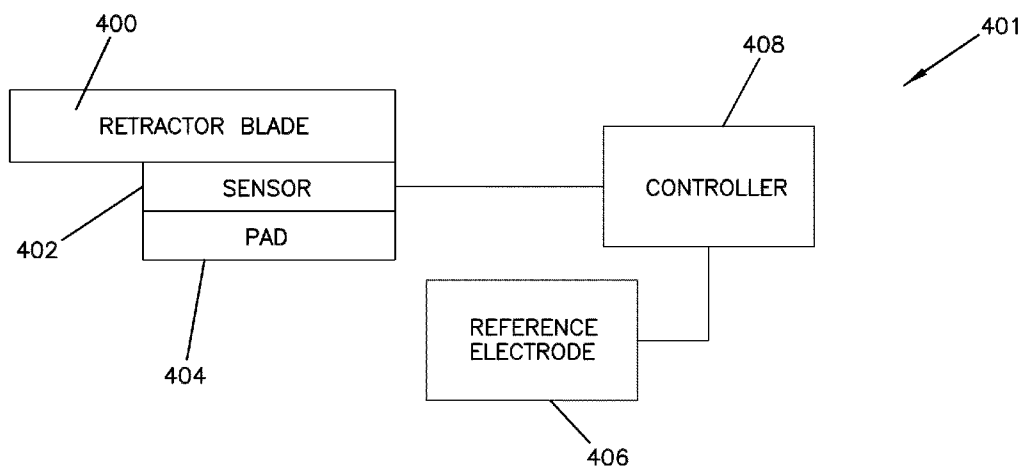 400
401
408
RETRACTOR BLADE
SENSOR
CONTROLLER
PAD
402
REFERENCE
ELECTRODE
404
406